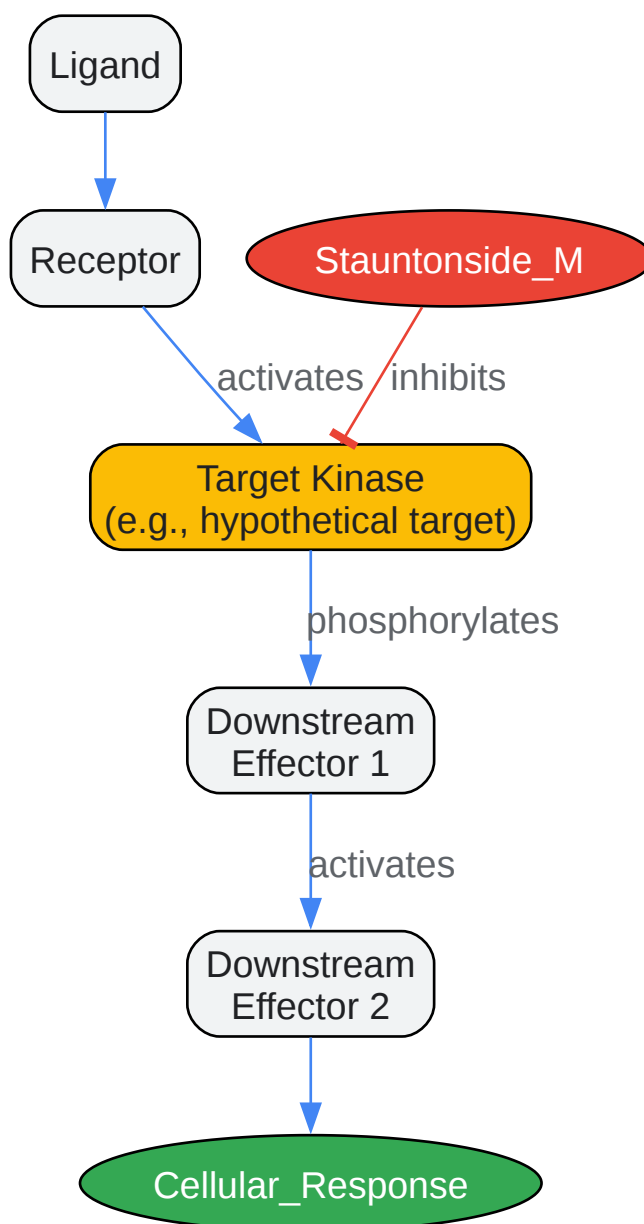 Ligand
Receptor
Stauntonside_M
activates
inhibits
Target Kinase
(e.g., hypothetical target)
phosphorylates
Downstream
Effector 1
activates
Downstream
Effector 2
Cellular_Response